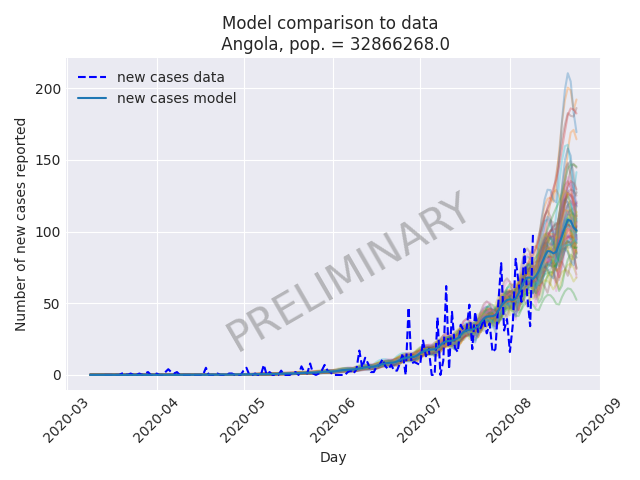 Model comparison to data
Angola, pop. = 32866268.0
new cases data
new cases model
Number of new cases reported
200
150
100
50
0
PRELIMINARY
2020-03
2020-04
2020-05
2020-06
2020-07
2020-08
2020-09
Day